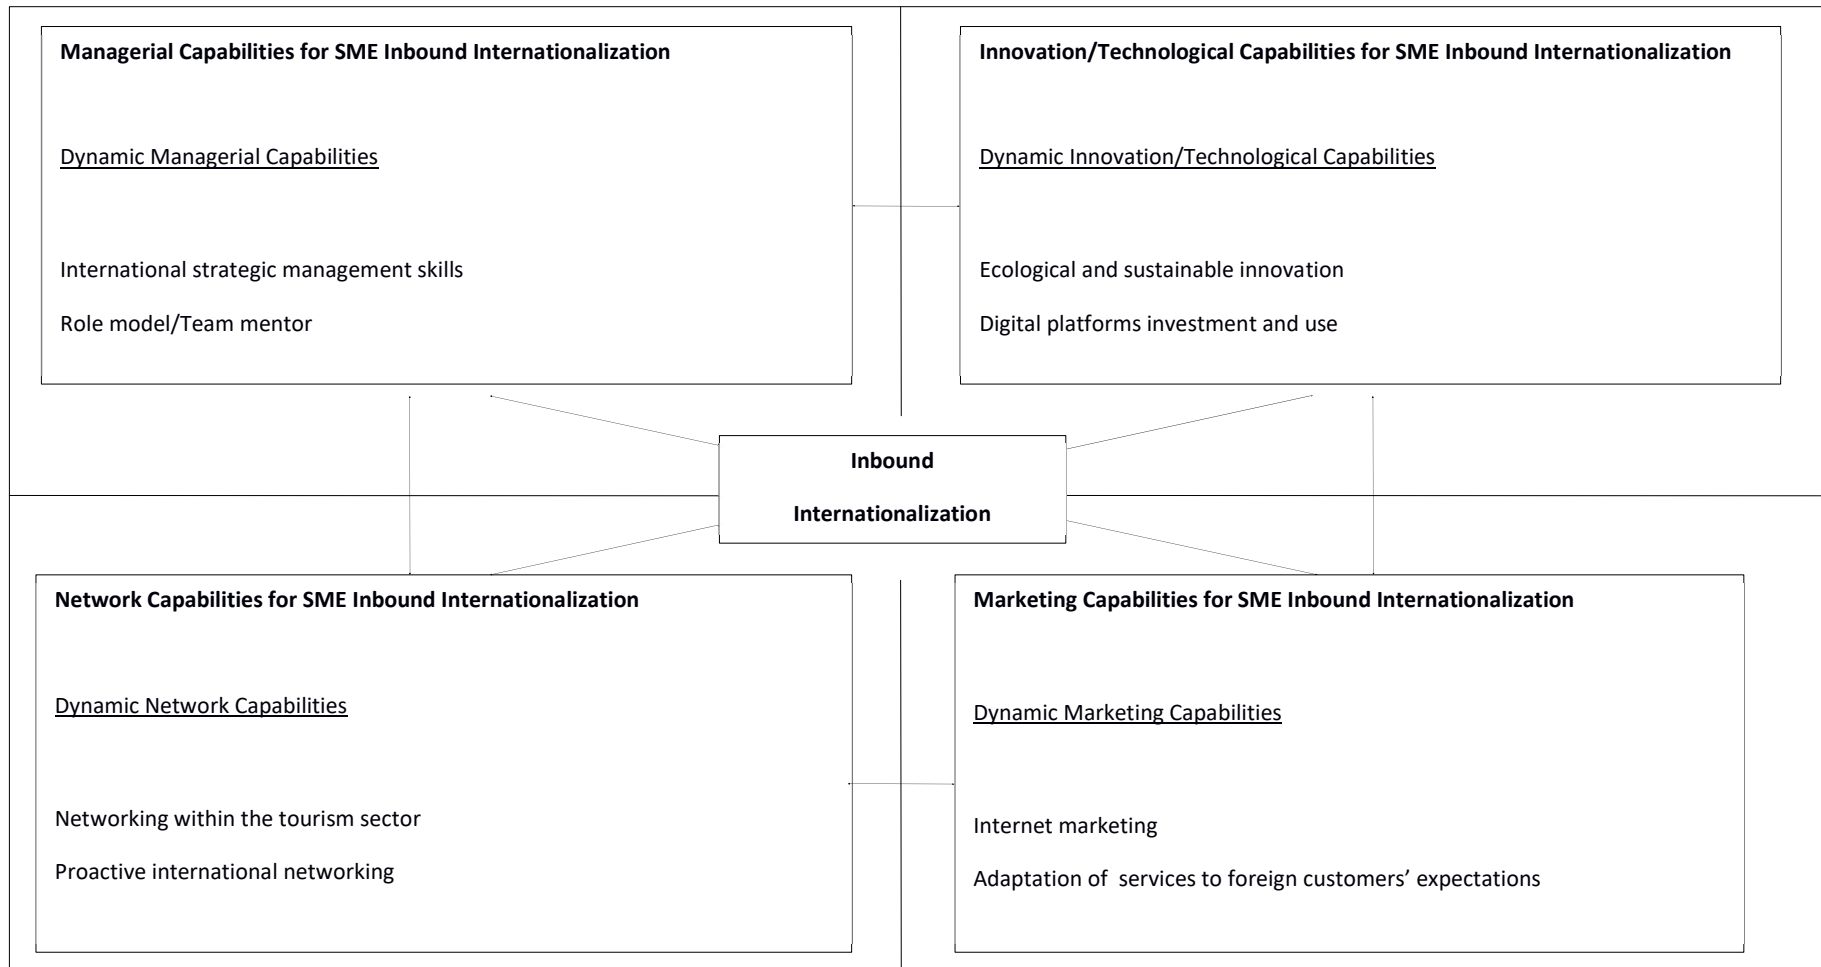 Managerial Capabilities for SME Inbound Internationalization
Dynamic Managerial Capabilities
International strategic management skills
Role model/Team mentor
Innovation/Technological Capabilities for SME Inbound Internationalization
Dynamic Innovation/Technological Capabilities
Ecological and sustainable innovation
Digital platforms investment and use
Inbound
Internationalization
Network Capabilities for SME Inbound Internationalization
Dynamic Network Capabilities
Networking within the tourism sector
Proactive international networking
Marketing Capabilities for SME Inbound Internationalization
Dynamic Marketing Capabilities
Internet marketing
Adaptation of  services to foreign customers’ expectations